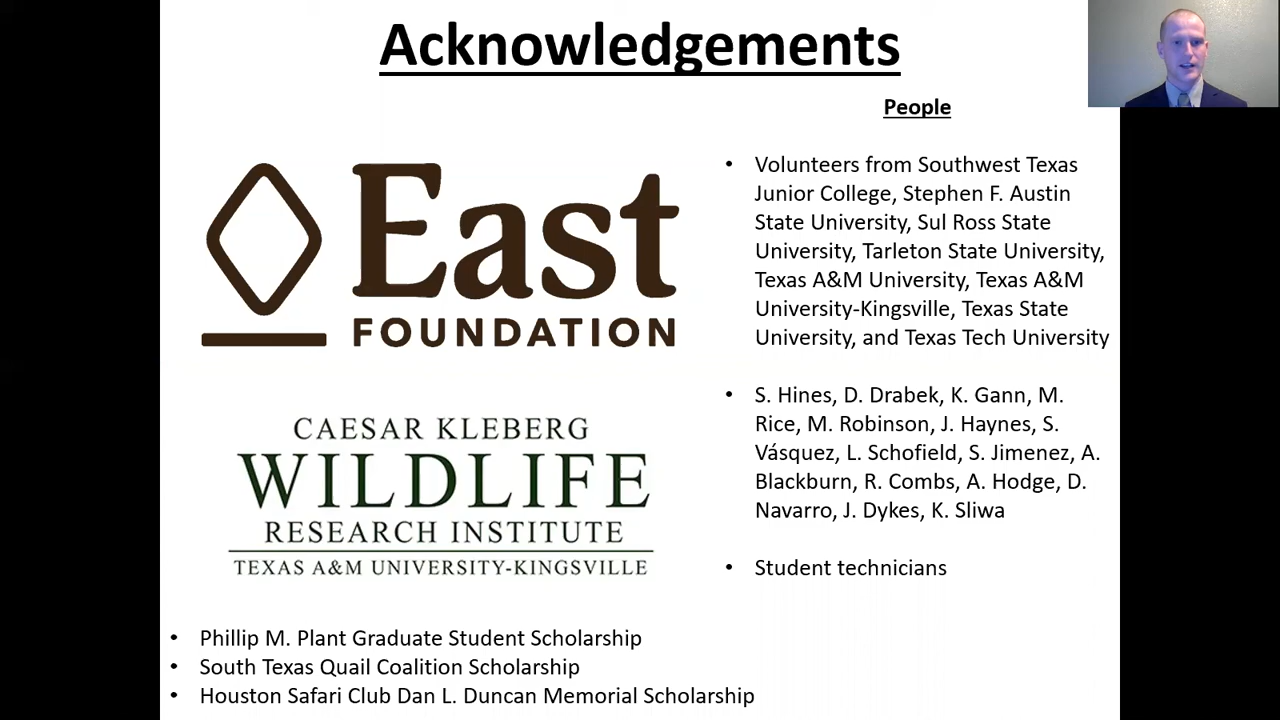 Acknowledgements
East
FOUNDATION
CAESAR KLEBERG
WILDLIFE
RESEARCH INSTITUTE
TEXAS A&M UNIVERSITY-KINGSVILLE
• Phillip M. Plant Graduate Student Scholarship
• South Texas Quail Coalition Scholarship
• Houston Safari Club Dan L. Duncan Memorial Scholarship
People
• Volunteers from Southwest Texas
Junior College, Stephen F. Austin
State University, Sul Ross State
University, Tarleton State University,
Texas A&M University, Texas A&M
University-Kingsville, Texas State
University, and Texas Tech University
• S. Hines, D. Drabek, K. Gann, M.
Rice, M. Robinson, J. Haynes, S.
Vásquez, L. Schofield, S. Jimenez, A.
Blackburn, R. Combs, A. Hodge, D.
Navarro, J. Dykes, K. Sliwa
• Student technicians